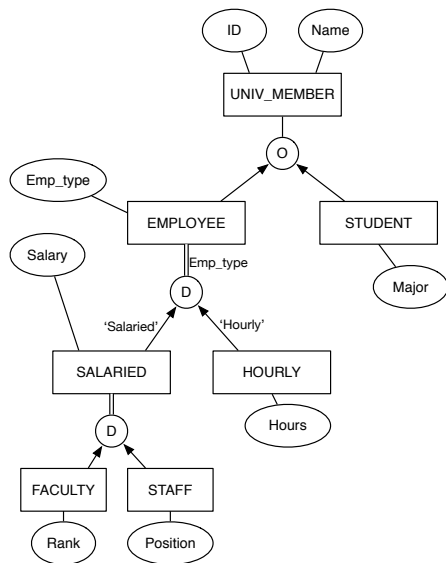 ID
Name
UNIV_MEMBER
O
Emp_type
EMPLOYEE
STUDENT
Salary
Emp_type
Major
D
‘Salaried’
‘Hourly’
SALARIED
HOURLY
Hours
D
FACULTY
STAFF
Rank
Position